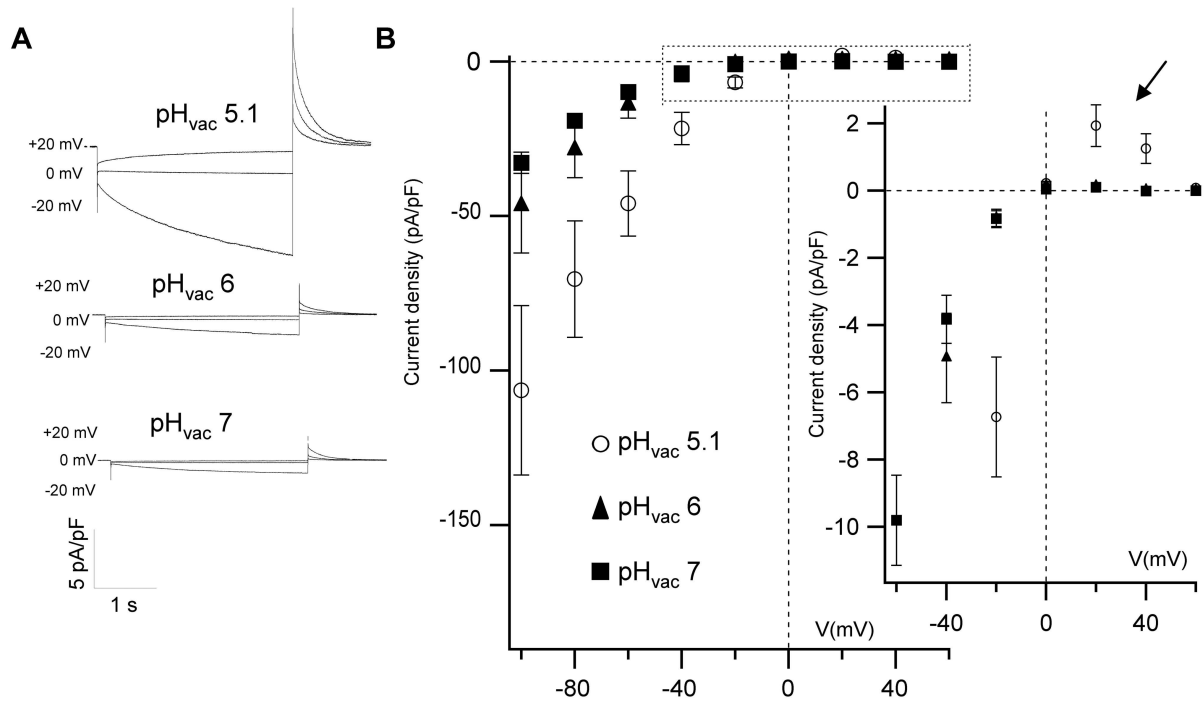 A
pHvac 5.1
+20 mV
0 mV
-20 mV
pHvac 6
+20 mV
0 mV
-20 mV
pHvac 7
+20 mV
0 mV
-20 mV
5 pA/pF
1 s
B
0
-50
-100
-150
Current density (pA/pF)
pHvac 5.1
pHvac 6
pHvac 7
V(mV)
-80
-40
0
40
2
0
-2
-4
-6
-8
-10
Current density (pA/pF)
V(mV)
-40
0
40